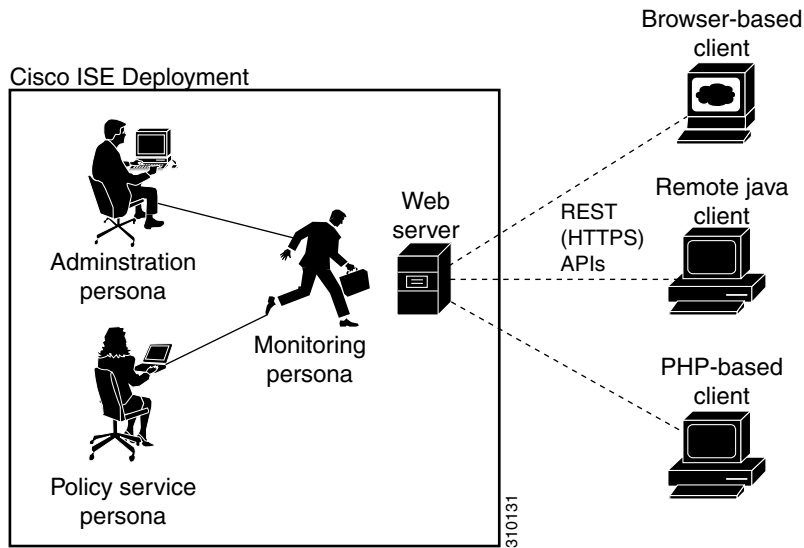 Browser-based
client
Cisco ISE Deployment
Web
server
Remote java
client
REST
(HTTPS)
APIs
Adminstration
persona
Monitoring
persona
PHP-based
client
Policy service
persona
310131